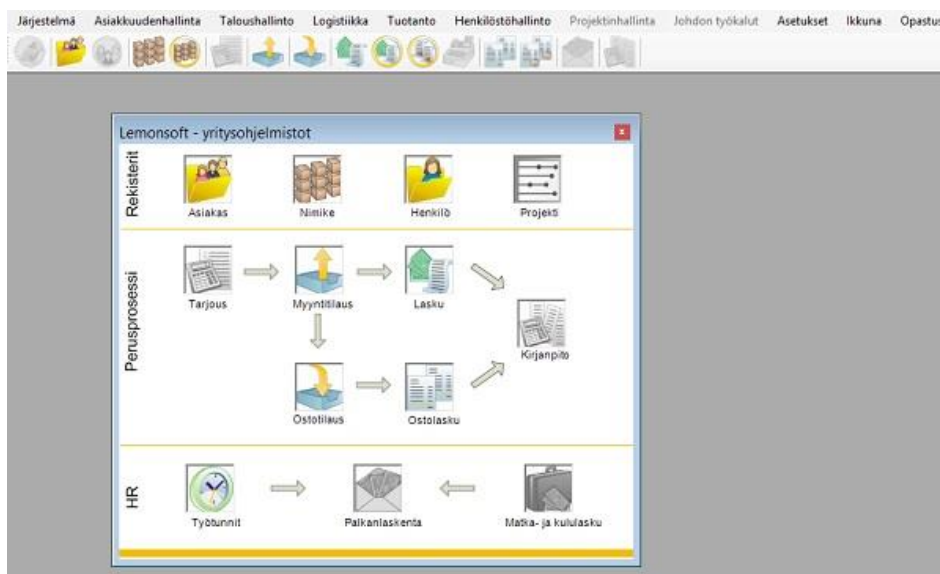 Järjestelmä Asiakkuudenhallinta Taloushallinto Logistiikka Tuotanto Henkilöstöhallinto Projektinhallinta Johdon työkalut Asetukset Ikkuna Opastus
Lemonsoft - yritysohjelmistot
Rekisterit
Asiakas Nimike Henkilö Projekti
Perusprosessi
Tarjous Myyntitilaus Lasku
Kirjanpito
Ostotilaus Ostolasku
HR
Työtunnit Palkanlaskenta Matka- ja kululasku